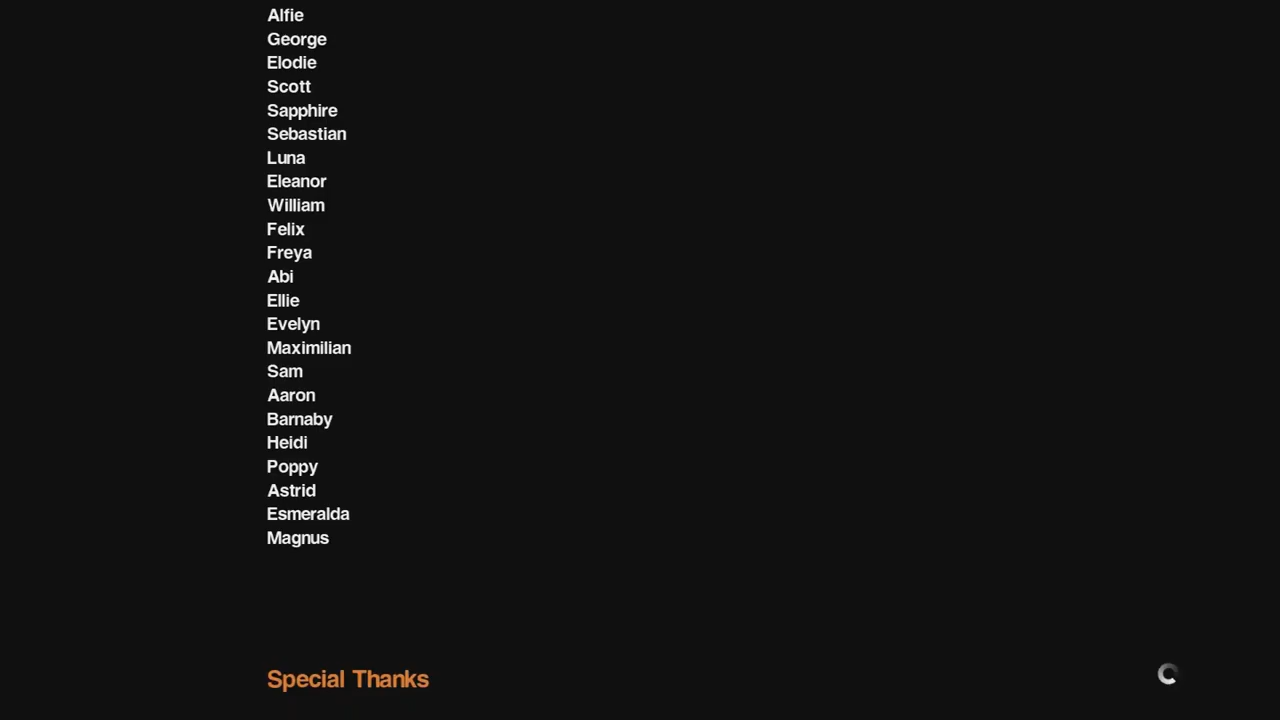 Alfie
George
Elodie
Scott
Sapphire
Sebastian
Luna
Eleanor
William
Felix
Freya
Abi
Ellie
Evelyn
Maximilian
Sam
Aaron
Barnaby
Heidi
Poppy
Astrid
Esmeralda
Magnus
Special Thanks